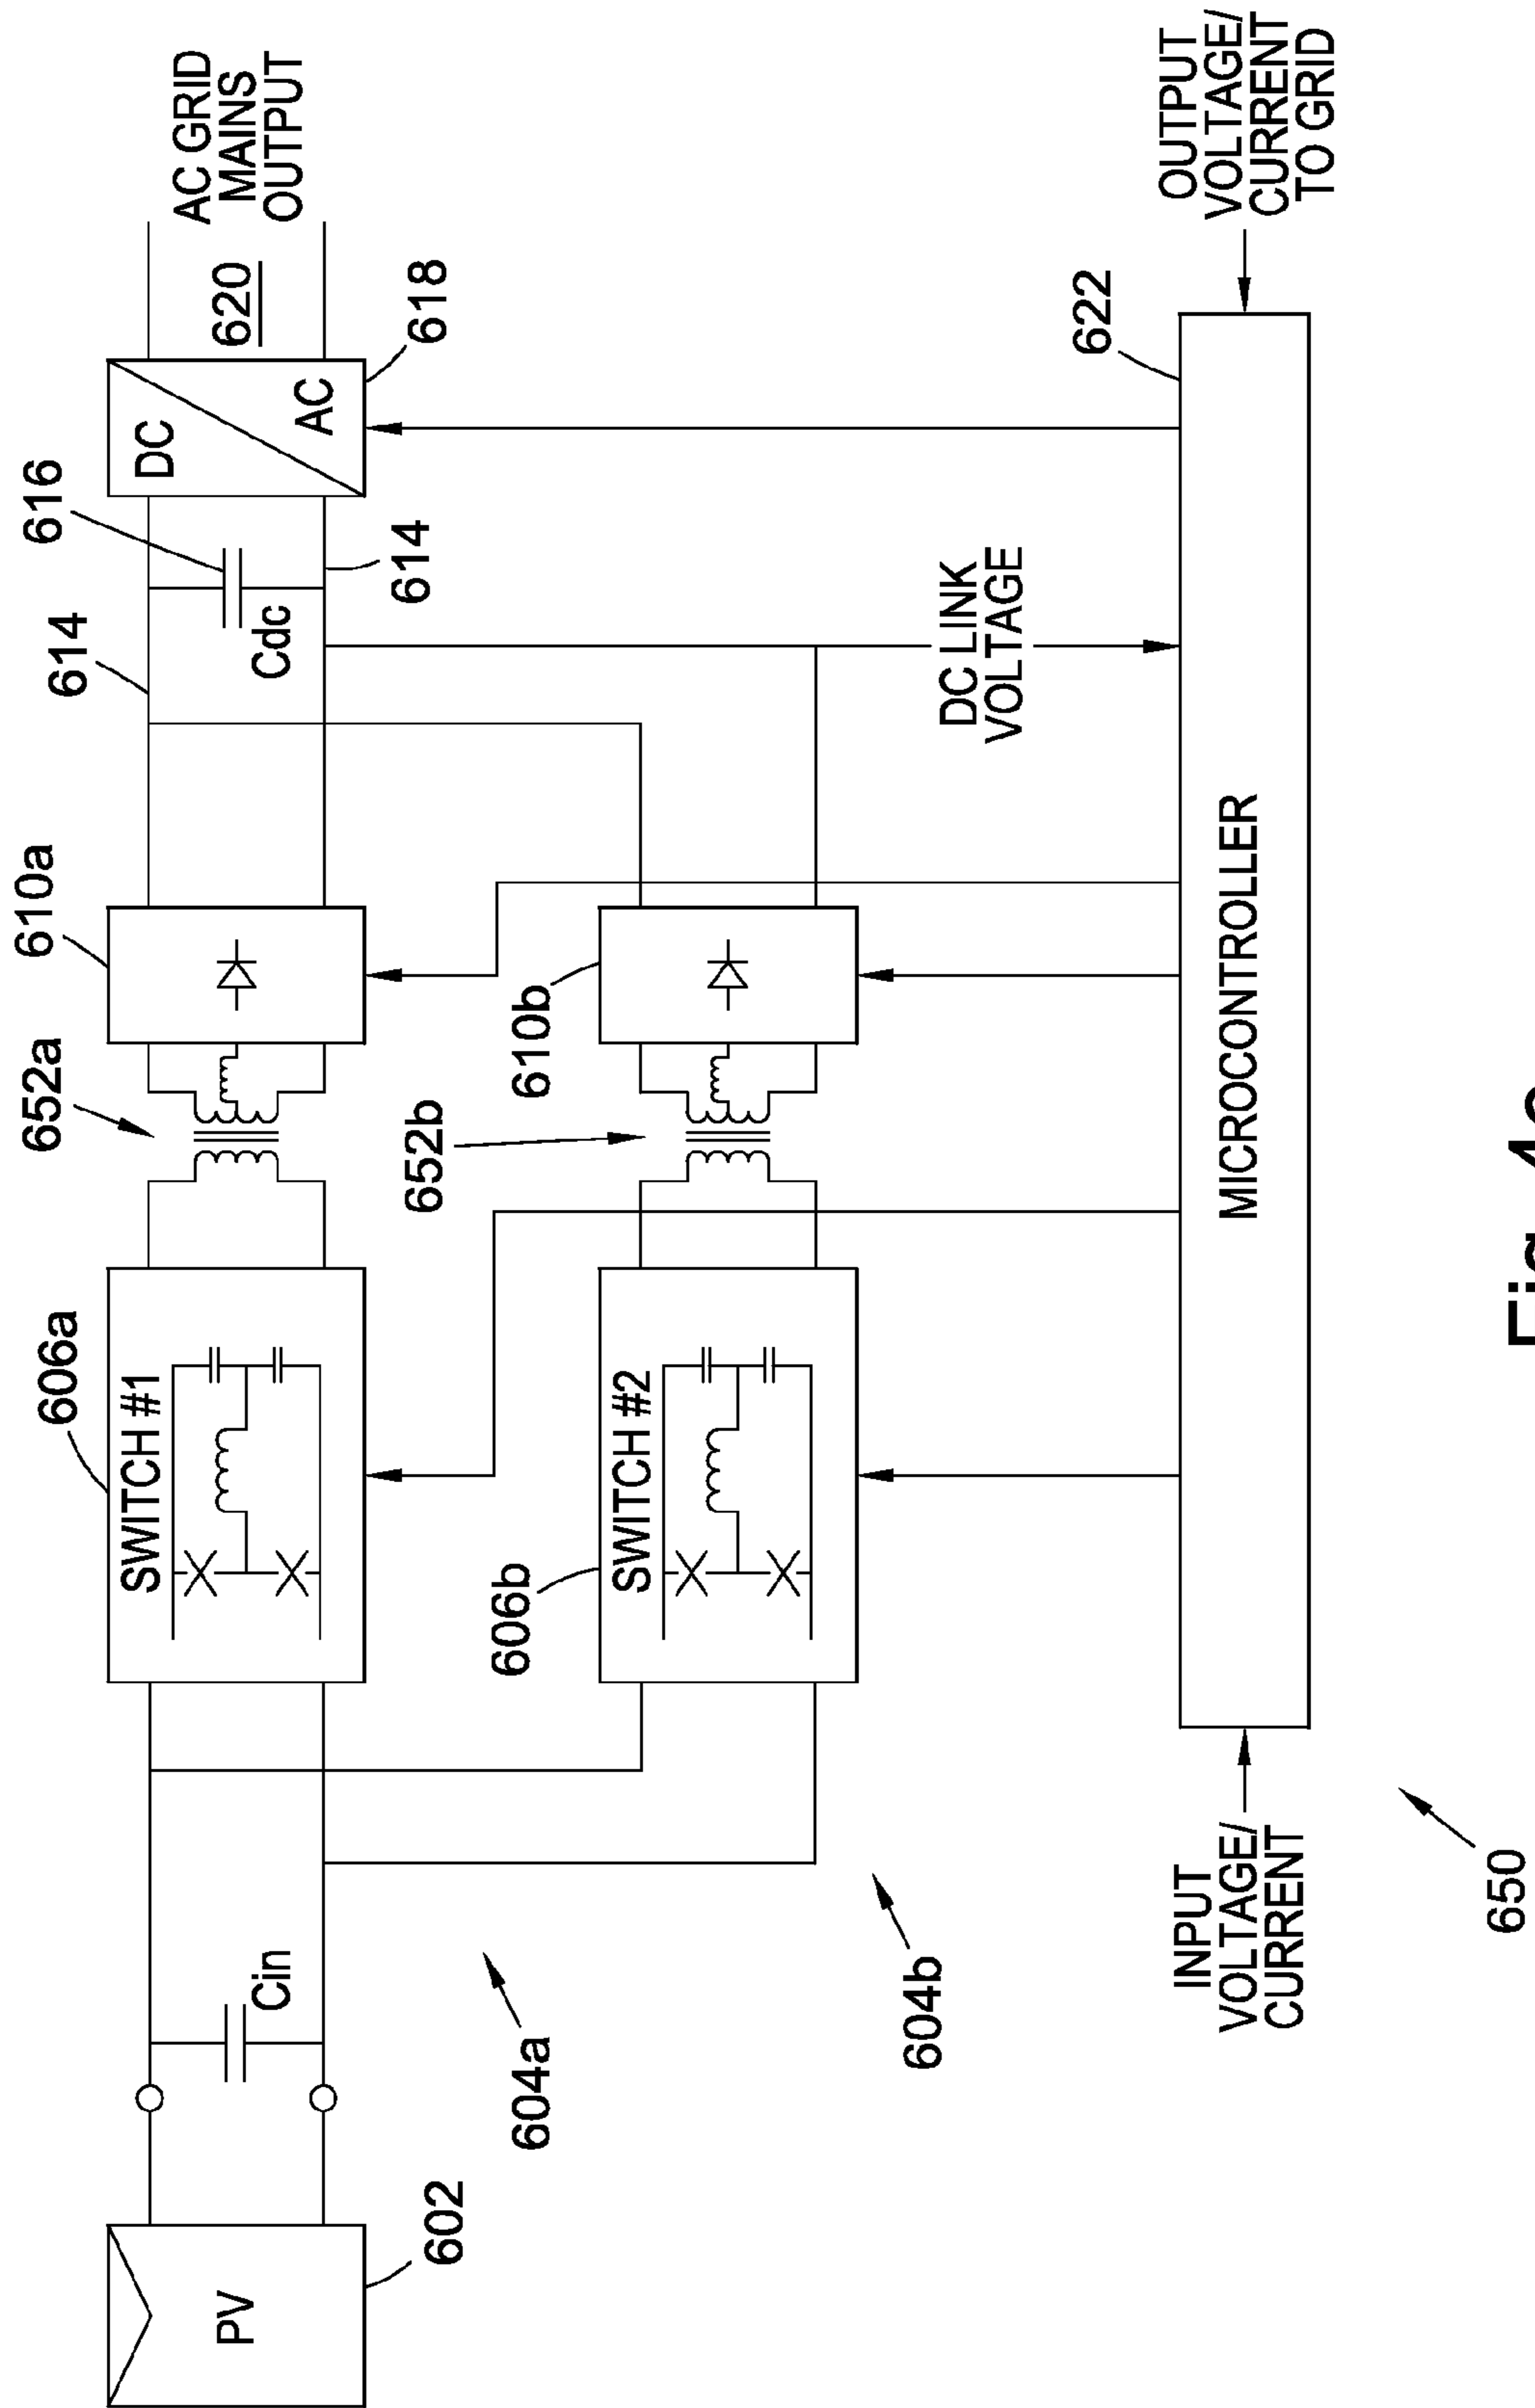 610a
614
616
AC GRID
MAINS
OUTPUT
606a
652a
SWITCH #1
DC
AC
620
Cin
Cdc
PV
602
618
614
604a
606b
652b
610b
SWITCH #2
604b
DC LINK
VOLTAGE
622
INPUT
VOLTAGE/
CURRENT
MICROCONTROLLER
OUTPUT
VOLTAGE/
CURRENT
TO GRID
650